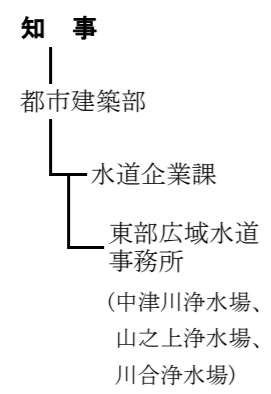 知　事
都市建築部
水道企業課
東部広域水道
事務所
(中津川浄水場、
山之上浄水場、
川合浄水場)